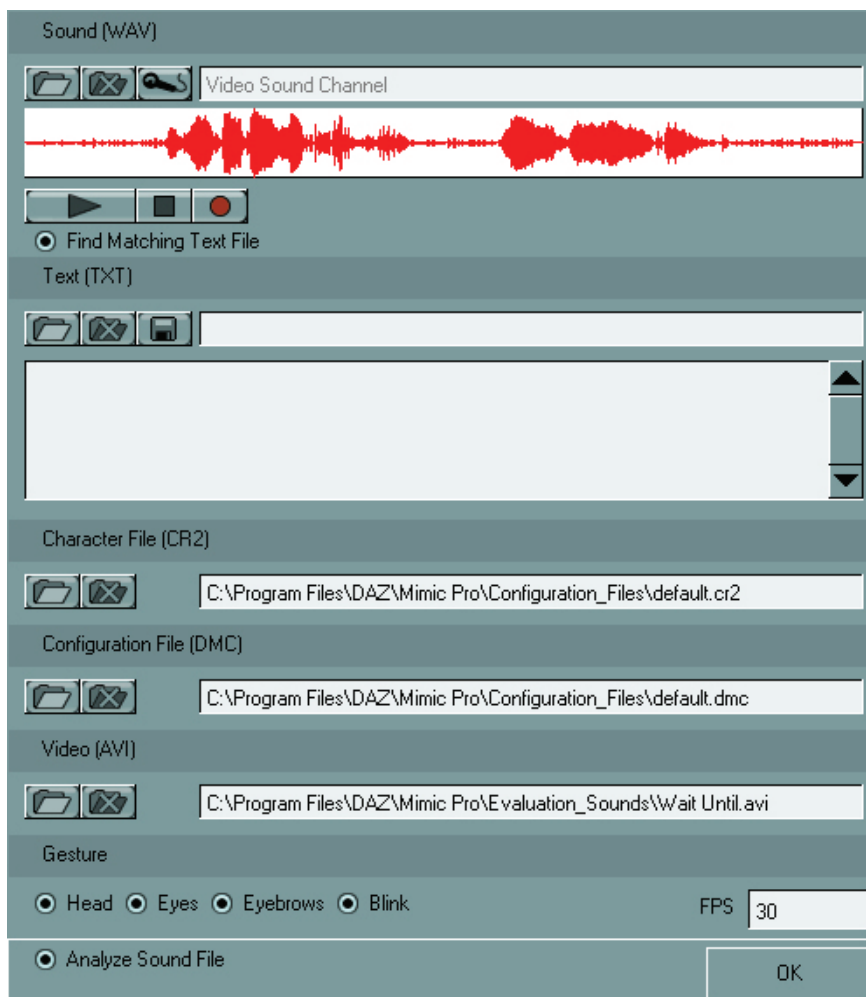 Sound (WAV)
Video Sound Channel
Find Matching Text File
Text (TXT)
Character File (CR2)
C:\Program Files\DAZ\Mimic Pro\Configuration_Files\default.cr2
Configuration File (DMC)
C:\Program Files\DAZ\Mimic Pro\Configuration_Files\default.dmc
Video (AVI)
C:\Program Files\DAZ\Mimic Pro\Evaluation_Sounds\Wait Until.avi
Gesture
Head Eyes Eyebrows Blink FPS 30
Analyze Sound File OK